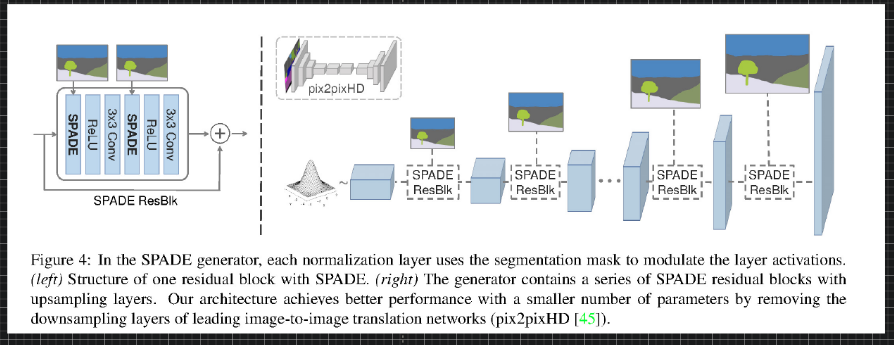 SPADE
ReLU
3x3 Conv
SPADE
ReLU
3x3 Conv
SPADE ResBlk
pix2pixHD
~
SPADE
ResBlk
SPADE
ResBlk
SPADE
ResBlk
SPADE
ResBlk
Figure 4: In the SPADE generator, each normalization layer uses the segmentation mask to modulate the layer activations.
(left) Structure of one residual block with SPADE. (right) The generator contains a series of SPADE residual blocks with
upsampling layers. Our architecture achieves better performance with a smaller number of parameters by removing the
downsampling layers of leading image-to-image translation networks (pix2pixHD [45]).